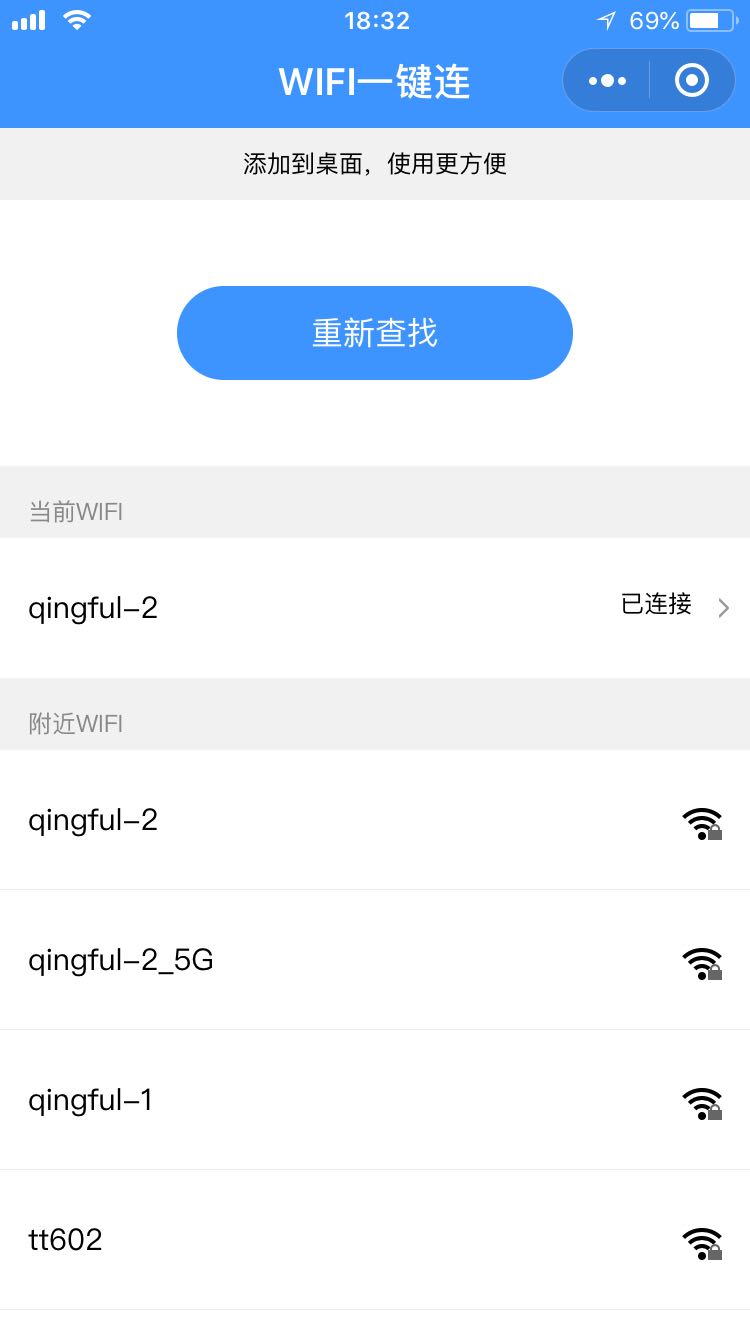 18:32
69%
WIFI一键连
添加到桌面，使用更方便
重新查找
当前WIFI
qingful-2
已连接
附近WIFI
qingful-2
qingful-2_5G
qingful-1
tt602